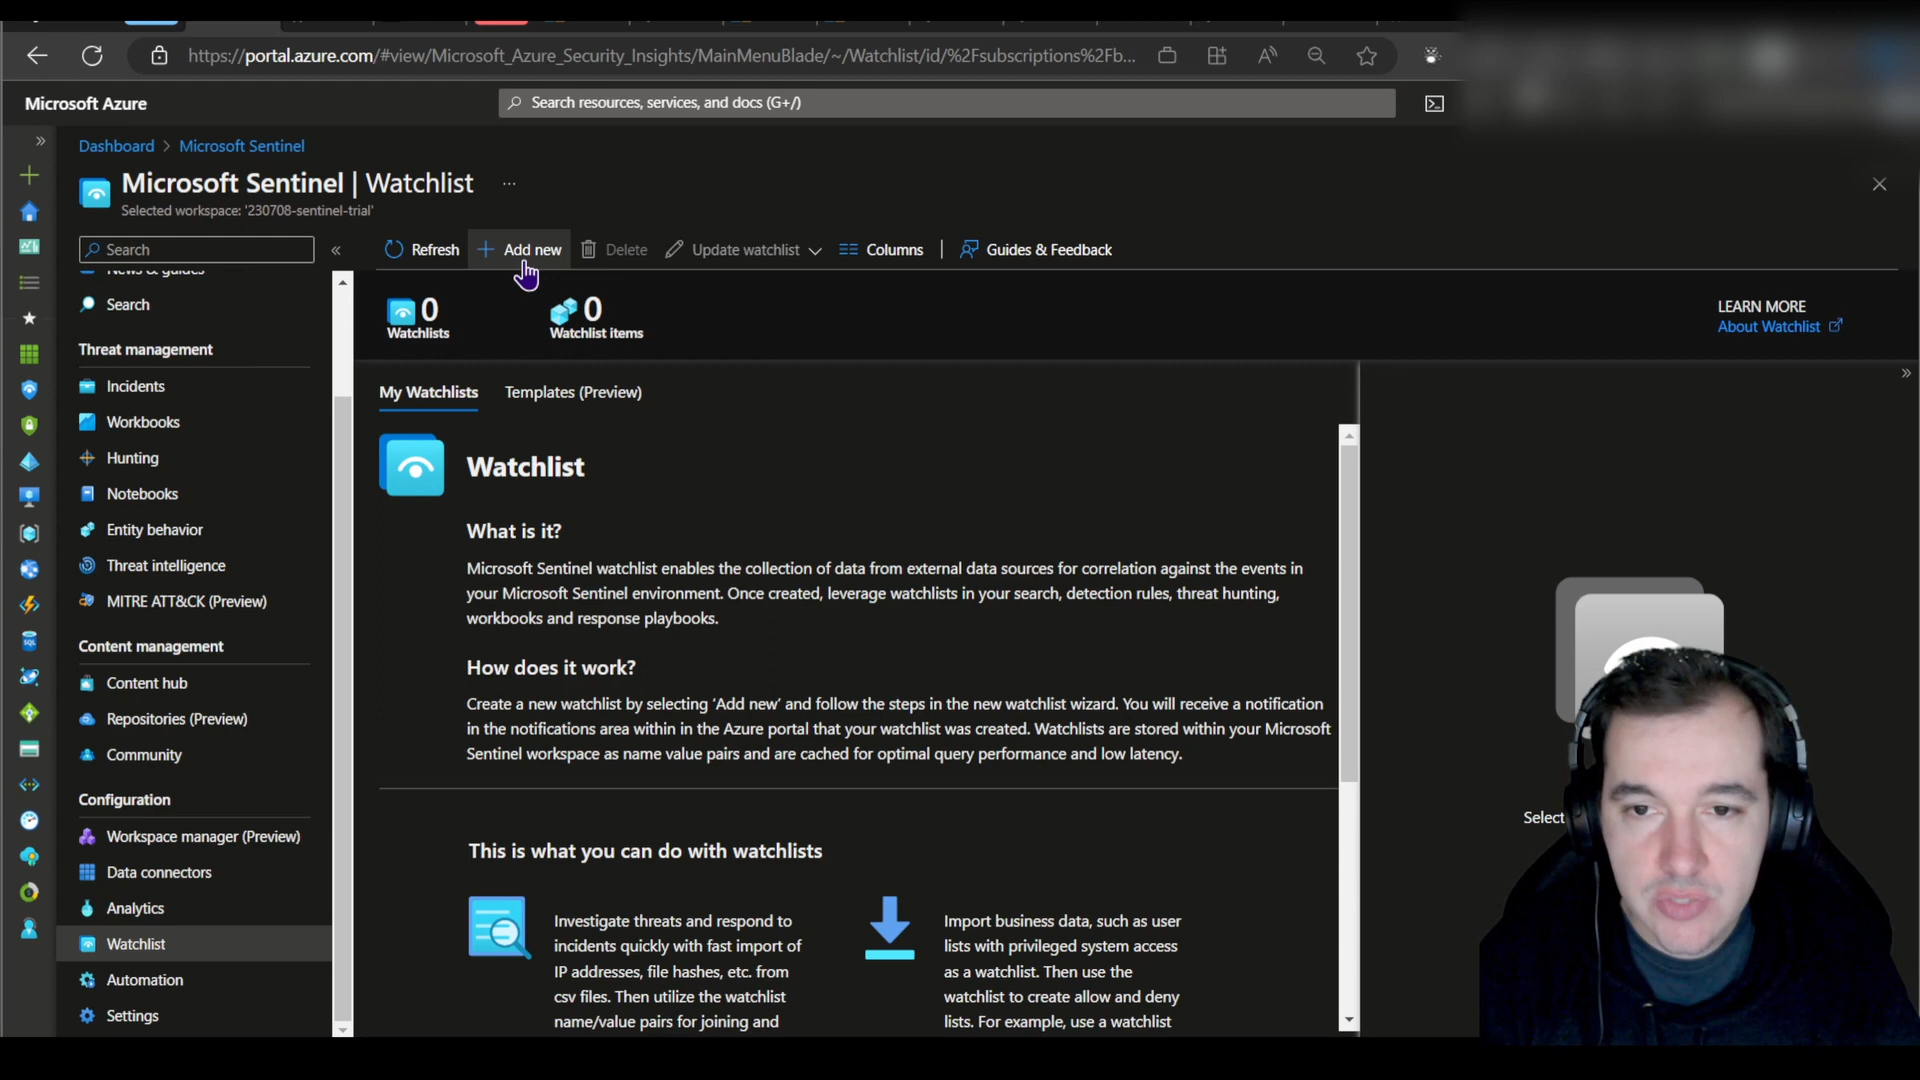 https://portal.azure.com/#view/Microsoft_Azure_Security_Insights/MainMenuBlade/~/Watchlist/id/%2Fsubscriptions%2Fb...
Microsoft Azure
Search resources, services, and docs (G+/)
Dashboard > Microsoft Sentinel
Microsoft Sentinel | Watchlist ...
Selected workspace: '230708-sentinel-trial'
Search
Refresh
Add new
Delete
Update watchlist
Columns
Guides & Feedback
News & guides
Search
Threat management
Incidents
Workbooks
Hunting
Notebooks
Entity behavior
Threat intelligence
MITRE ATT&CK (Preview)
Content management
Content hub
Repositories (Preview)
Community
Configuration
Workspace manager (Preview)
Data connectors
Analytics
Watchlist
Automation
Settings
0
Watchlists
0
Watchlist items
LEARN MORE
About Watchlist
My Watchlists
Templates (Preview)
Watchlist
What is it?
Microsoft Sentinel watchlist enables the collection of data from external data sources for correlation against the events in
your Microsoft Sentinel environment. Once created, leverage watchlists in your search, detection rules, threat hunting,
workbooks and response playbooks.
How does it work?
Create a new watchlist by selecting ‘Add new’ and follow the steps in the new watchlist wizard. You will receive a notification
in the notifications area within in the Azure portal that your watchlist was created. Watchlists are stored within your Microsoft
Sentinel workspace as name value pairs and are cached for optimal query performance and low latency.
This is what you can do with watchlists
Investigate threats and respond to
incidents quickly with fast import of
IP addresses, file hashes, etc. from
csv files. Then utilize the watchlist
name/value pairs for joining and
Import business data, such as user
lists with privileged system access
as a watchlist. Then use the
watchlist to create allow and deny
lists. For example, use a watchlist
Select